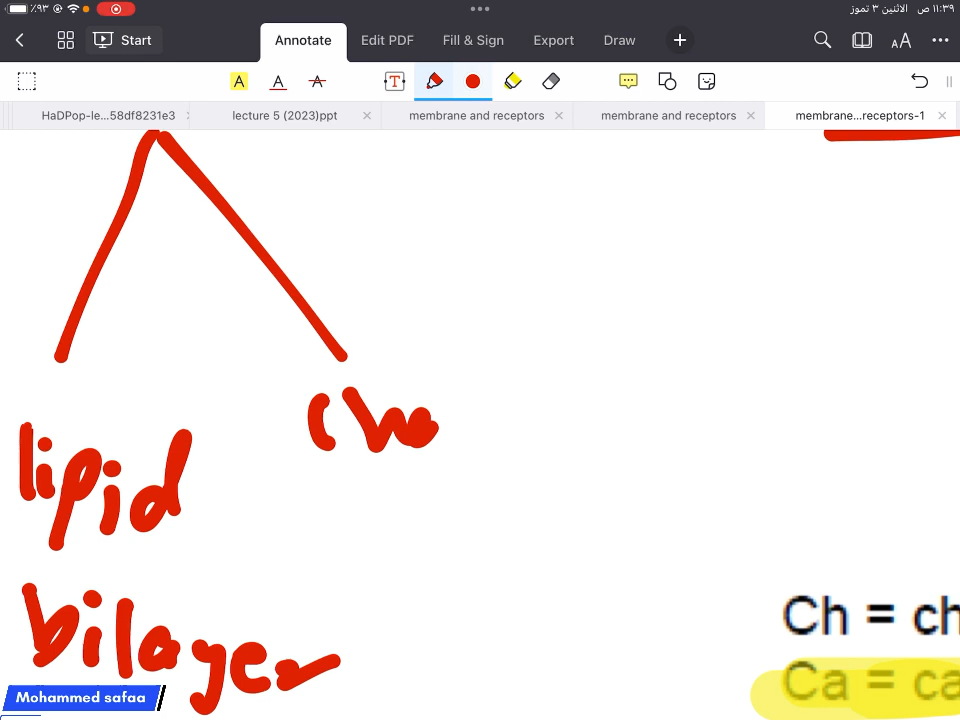 ٪٩٣ الاثنين ٣ تموز ١١:٣٩ ص
Start Annotate Edit PDF Fill & Sign Export Draw
HaDPop-le...58df8231e3 lecture 5 (2023)ppt membrane and receptors membrane and receptors membrane...receptors-1
cho
lipid
bilayer
Ch = ch
Ca = ca
Mohammed safaa